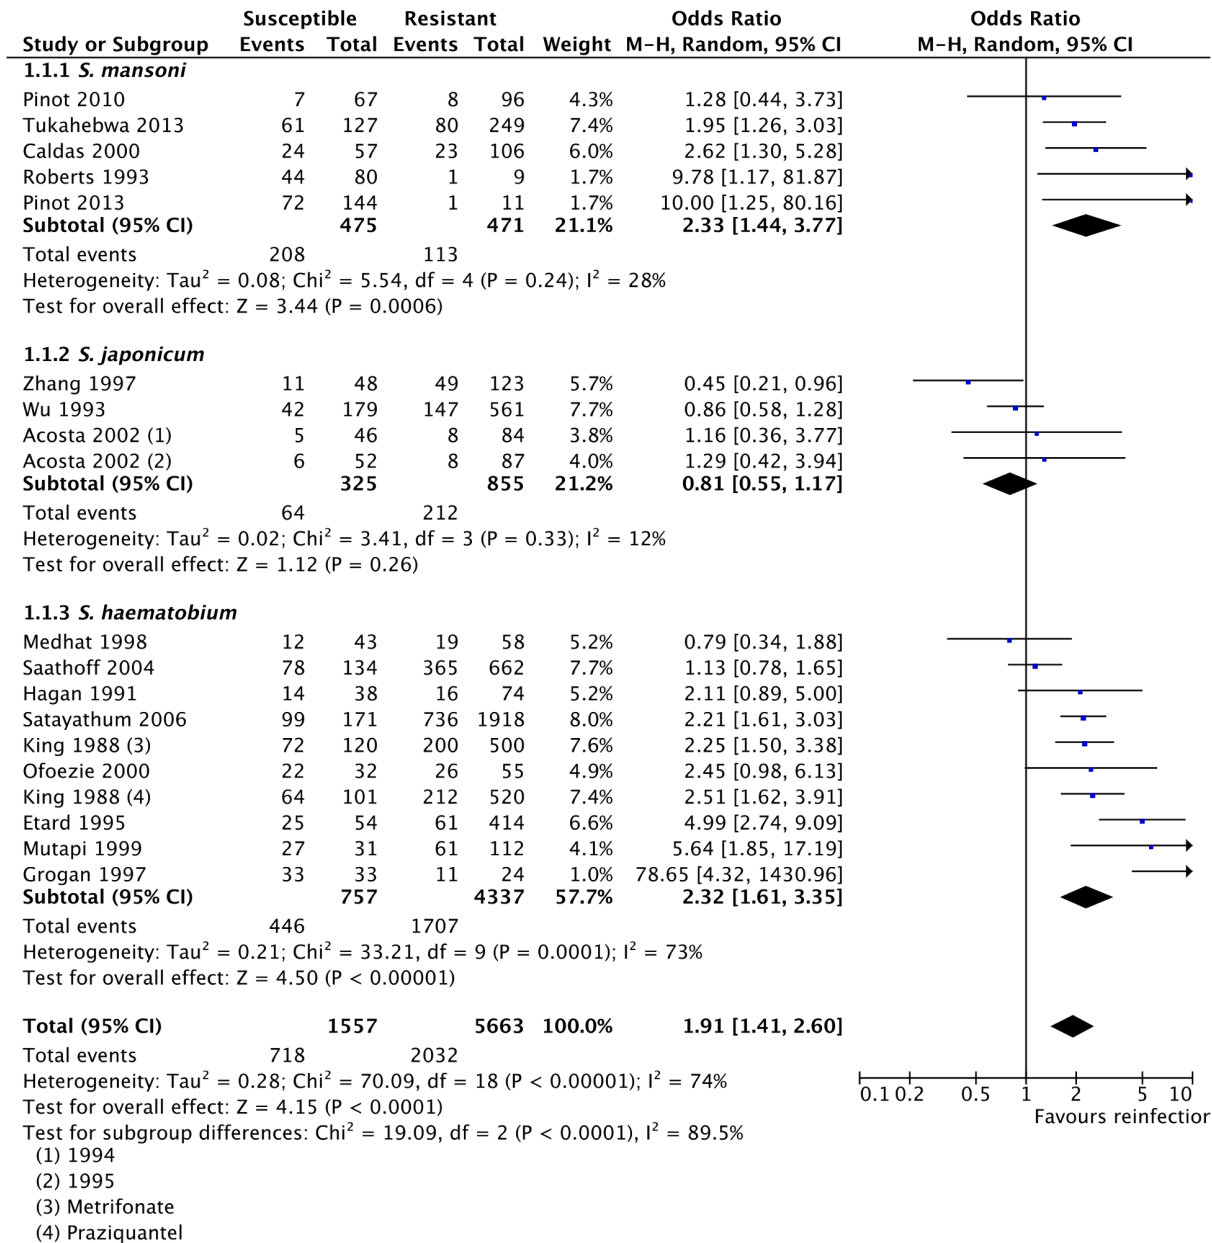 Susceptible Resistant Odds Ratio Odds Ratio
Study or Subgroup Events Total Events Total Weight M-H, Random, 95% CI M-H, Random, 95% CI
1.1.1 S. mansoni
Pinot 2010 7 67 8 96 4.3% 1.28 [0.44, 3.73]
Tukahebwa 2013 61 127 80 249 7.4% 1.95 [1.26, 3.03]
Caldas 2000 24 57 23 106 6.0% 2.62 [1.30, 5.28]
Roberts 1993 44 80 1 9 1.7% 9.78 [1.17, 81.87]
Pinot 2013 72 144 1 11 1.7% 10.00 [1.25, 80.16]
Subtotal (95% CI) 475 471 21.1% 2.33 [1.44, 3.77]
Total events 208 113
Heterogeneity: Tau² = 0.08; Chi² = 5.54, df = 4 (P = 0.24); I² = 28%
Test for overall effect: Z = 3.44 (P = 0.0006)
1.1.2 S. japonicum
Zhang 1997 11 48 49 123 5.7% 0.45 [0.21, 0.96]
Wu 1993 42 179 147 561 7.7% 0.86 [0.58, 1.28]
Acosta 2002 (1) 5 46 8 84 3.8% 1.16 [0.36, 3.77]
Acosta 2002 (2) 6 52 8 87 4.0% 1.29 [0.42, 3.94]
Subtotal (95% CI) 325 855 21.2% 0.81 [0.55, 1.17]
Total events 64 212
Heterogeneity: Tau² = 0.02; Chi² = 3.41, df = 3 (P = 0.33); I² = 12%
Test for overall effect: Z = 1.12 (P = 0.26)
1.1.3 S. haematobium
Medhat 1998 12 43 19 58 5.2% 0.79 [0.34, 1.88]
Saathoff 2004 78 134 365 662 7.7% 1.13 [0.78, 1.65]
Hagan 1991 14 38 16 74 5.2% 2.11 [0.89, 5.00]
Satayathum 2006 99 171 736 1918 8.0% 2.21 [1.61, 3.03]
King 1988 (3) 72 120 200 500 7.6% 2.25 [1.50, 3.38]
Ofoezie 2000 22 32 26 55 4.9% 2.45 [0.98, 6.13]
King 1988 (4) 64 101 212 520 7.4% 2.51 [1.62, 3.91]
Etard 1995 25 54 61 414 6.6% 4.99 [2.74, 9.09]
Mutapi 1999 27 31 61 112 4.1% 5.64 [1.85, 17.19]
Grogan 1997 33 33 11 24 1.0% 78.65 [4.32, 1430.96]
Subtotal (95% CI) 757 4337 57.7% 2.32 [1.61, 3.35]
Total events 446 1707
Heterogeneity: Tau² = 0.21; Chi² = 33.21, df = 9 (P = 0.0001); I² = 73%
Test for overall effect: Z = 4.50 (P < 0.00001)
Total (95% CI) 1557 5663 100.0% 1.91 [1.41, 2.60]
Total events 718 2032
Heterogeneity: Tau² = 0.28; Chi² = 70.09, df = 18 (P < 0.00001); I² = 74%
Test for overall effect: Z = 4.15 (P < 0.0001)
Test for subgroup differences: Chi² = 19.09, df = 2 (P < 0.0001), I² = 89.5%
(1) 1994
(2) 1995
(3) Metrifonate
(4) Praziquantel
0.1 0.2 0.5 1 2 5 10
Favours reinfection